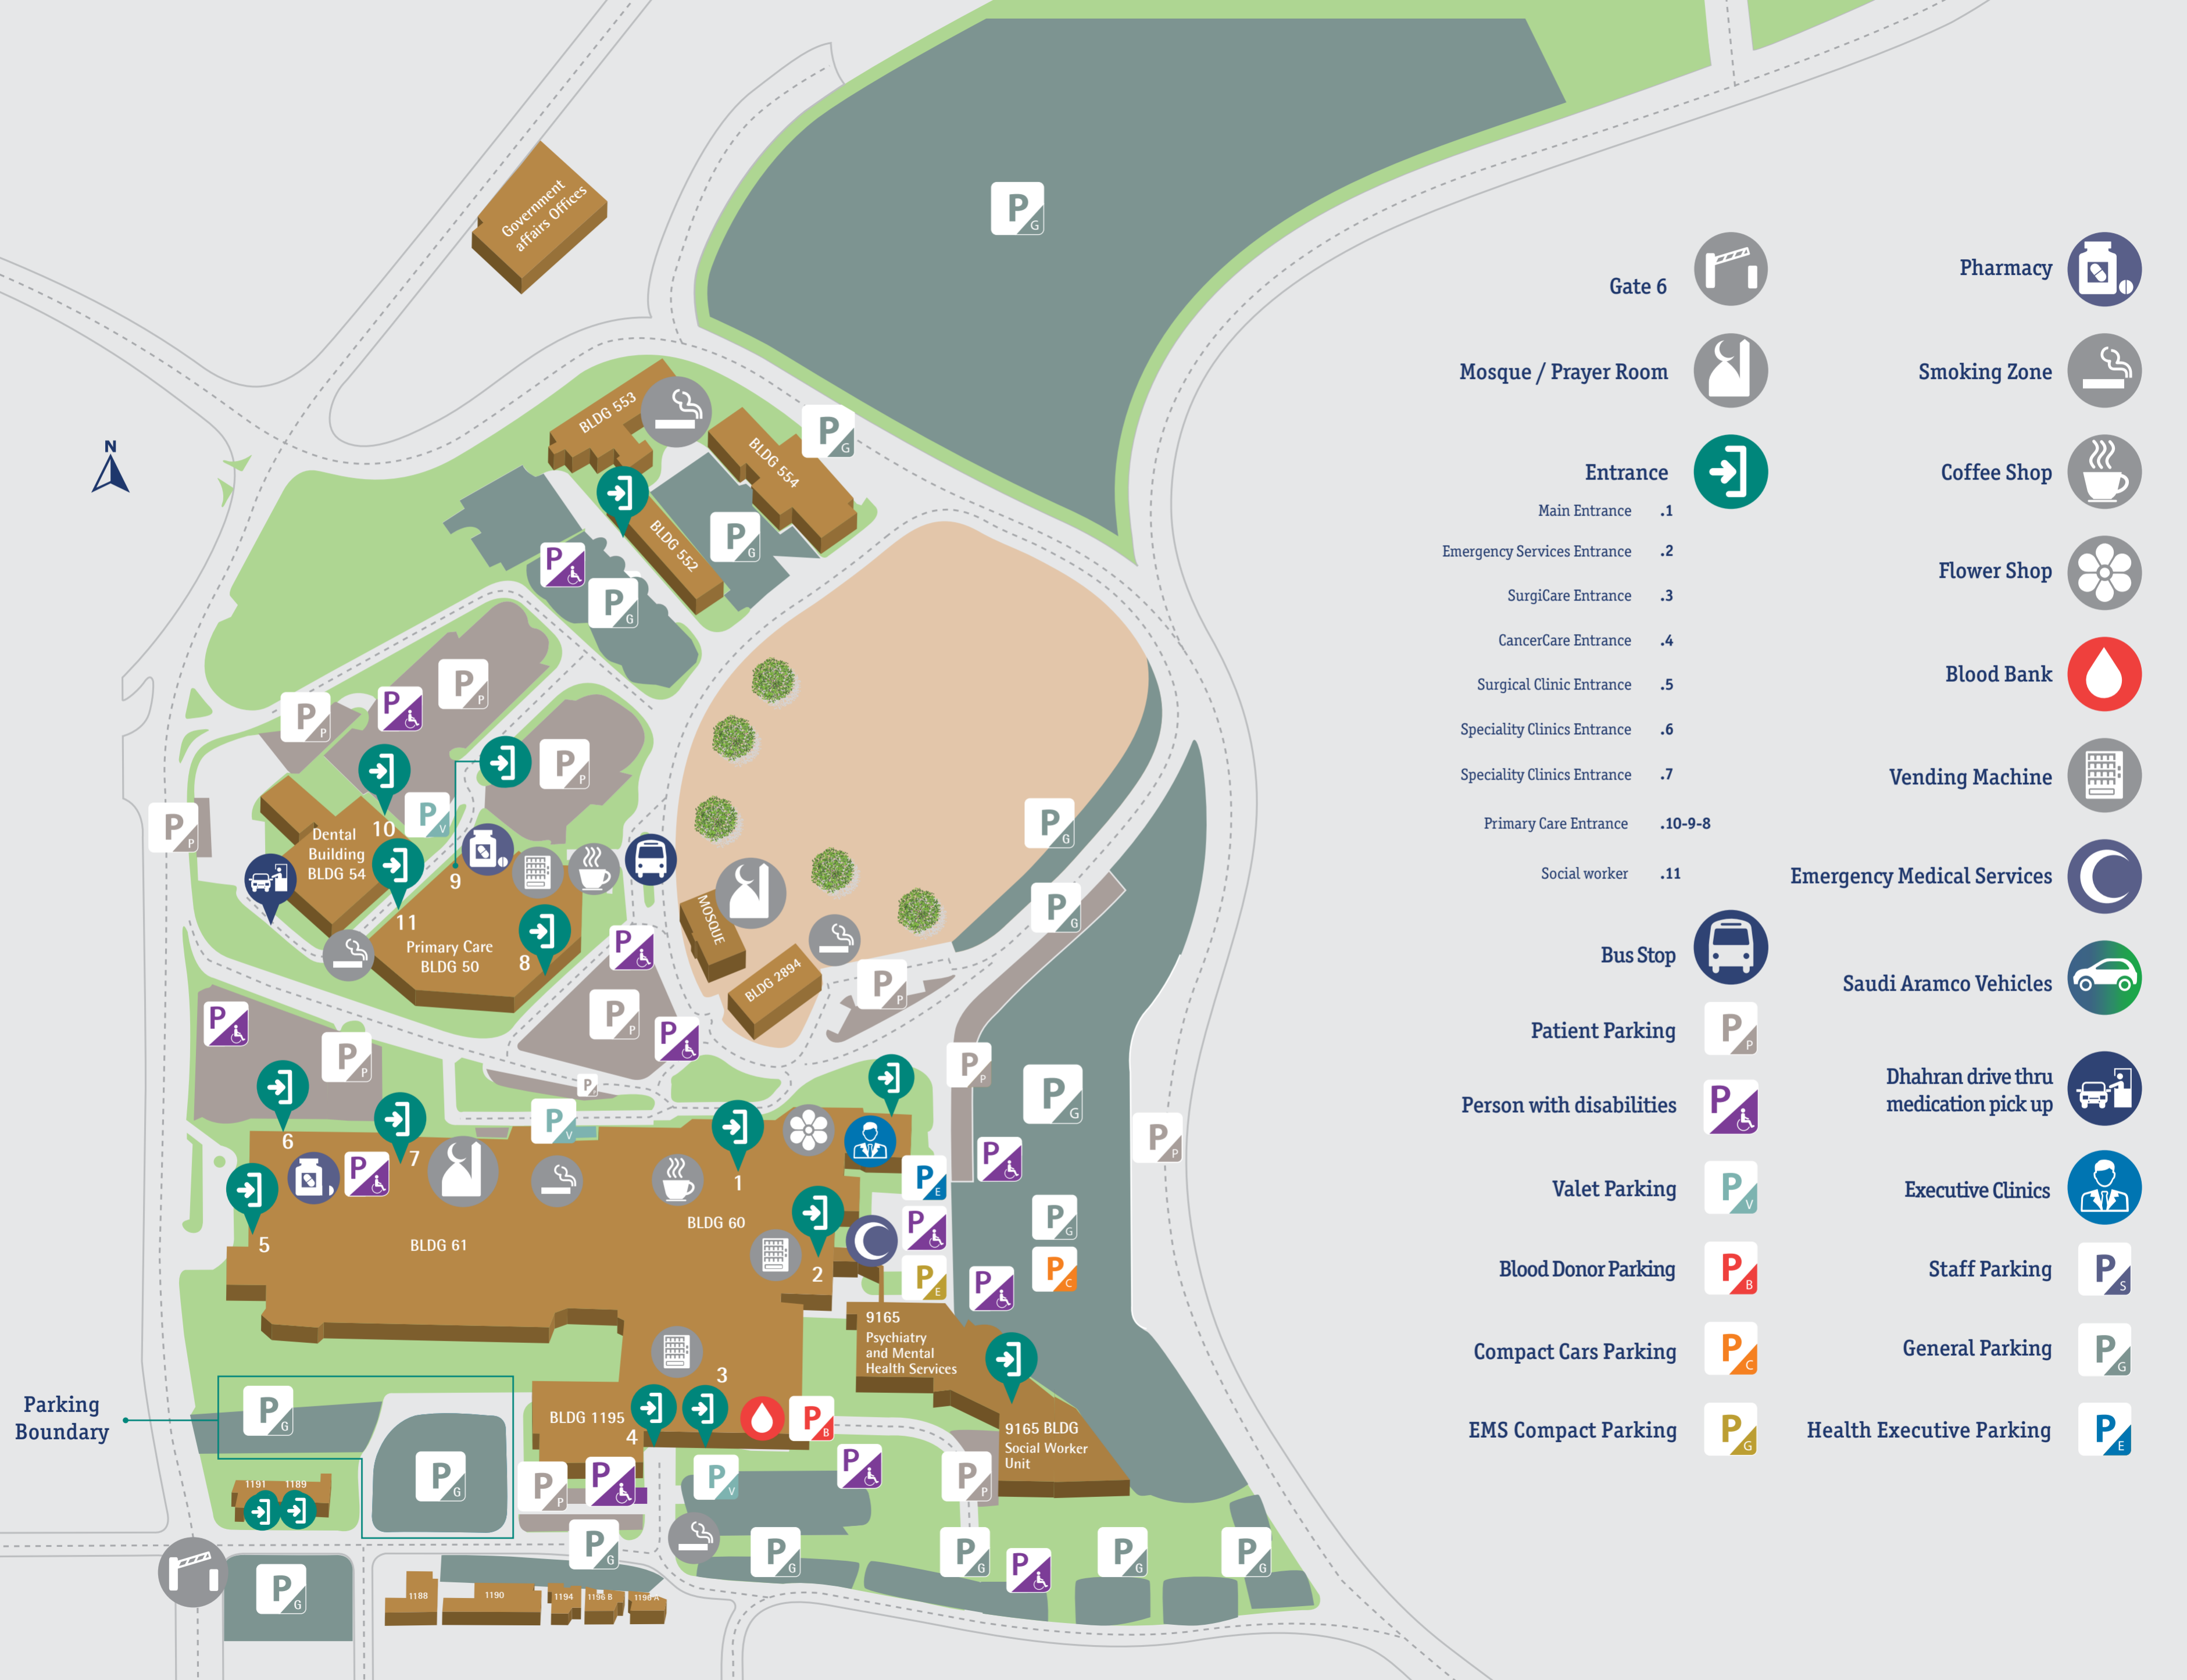 Government
affairs Offices
P G
N
BLDG 553
BLDG 554
P G
BLDG 552
P G
P
P G
P P
P
P P
P P
P P
10
P V
Dental
Building
BLDG 54
9
11
Primary Care
BLDG 50
8
P
P P
P
MOSQUE
BLDG 2894
P P
P G
P G
P
P P
P P
P G
P P
P
6
7
P
P V
1
5
BLDG 61
BLDG 60
2
P E
P
P E
P
P G
P C
P
9165
Psychiatry
and Mental
Health Services
3
BLDG 1195
4
P B
9165 BLDG
Social Worker
Unit
Parking
Boundary
P G
P G
1191
1189
P P
P
P V
P
P P
P G
P G
P G
P
P G
P G
P G
1188
1190
1194
1196 B
1196 A
Gate 6
Mosque / Prayer Room
Entrance
Main Entrance .1
Emergency Services Entrance .2
SurgiCare Entrance .3
CancerCare Entrance .4
Surgical Clinic Entrance .5
Speciality Clinics Entrance .6
Speciality Clinics Entrance .7
Primary Care Entrance .10-9-8
Social worker .11
Bus Stop
Patient Parking P P
Person with disabilities P
Valet Parking P V
Blood Donor Parking P B
Compact Cars Parking P C
EMS Compact Parking P G
Pharmacy
Smoking Zone
Coffee Shop
Flower Shop
Blood Bank
Vending Machine
Emergency Medical Services
Saudi Aramco Vehicles
Dhahran drive thru
medication pick up
Executive Clinics
Staff Parking P S
General Parking P G
Health Executive Parking P E